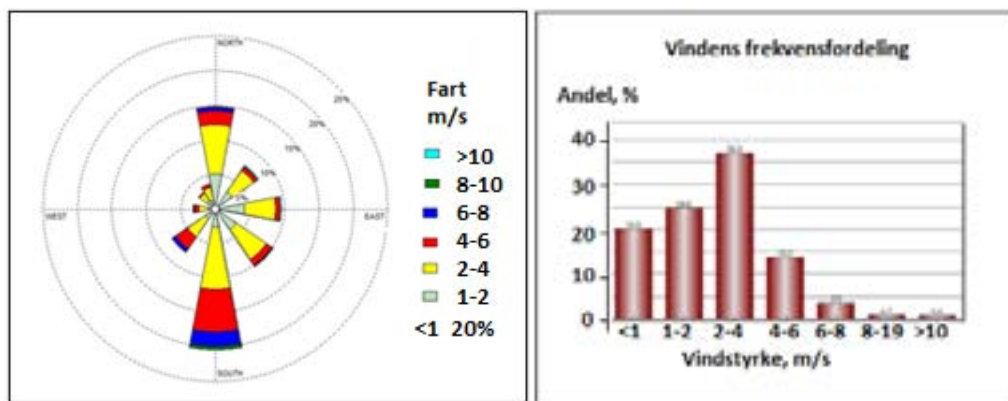 NORTH
25%
20%
15%
10%
5%
WEST
EAST
SOUTH
Fart
m/s
>10
8-10
6-8
4-6
2-4
1-2
<1 20%
Vindens frekvensfordeling
Andel, %
40
30
20
10
0
<1 1-2 2-4 4-6 6-8 8-19 >10
Vindstyrke, m/s